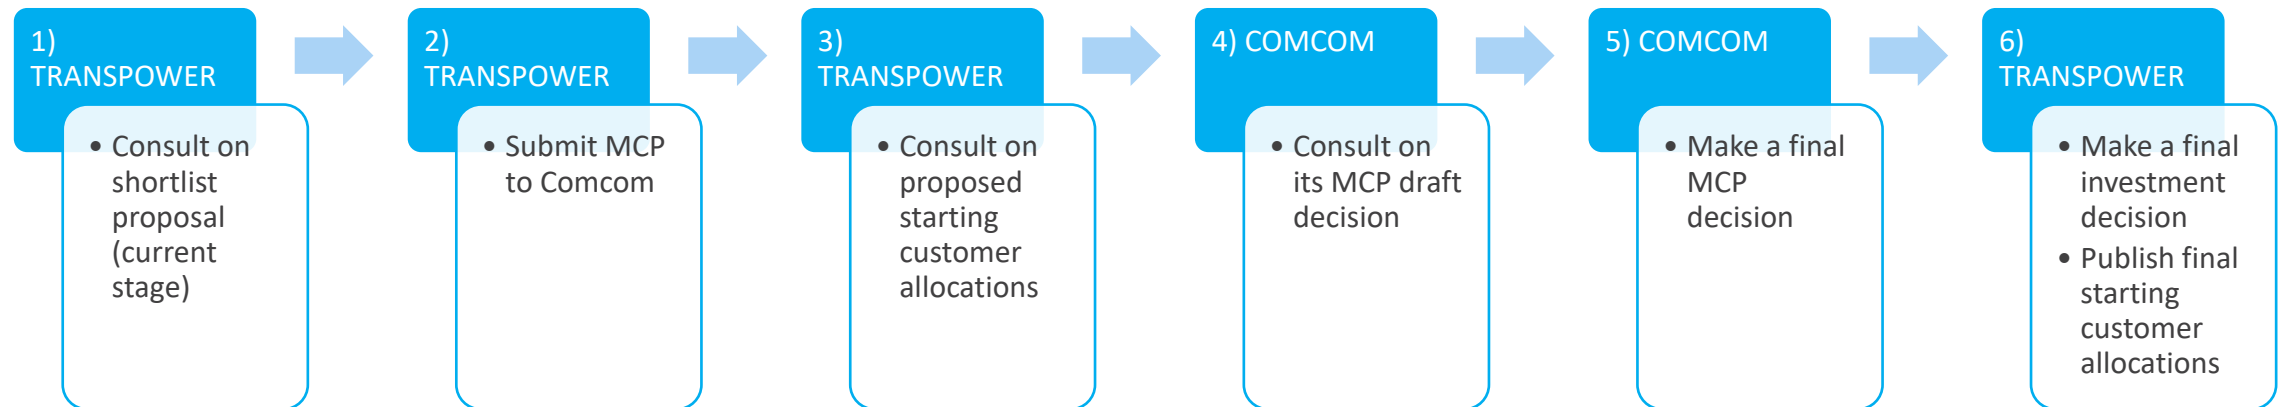 1)
TRANSPOWER
• Consult on
shortlist
proposal
(current
stage)
2)
TRANSPOWER
• Submit MCP
to Comcom
3)
TRANSPOWER
• Consult on
proposed
starting
customer
allocations
4) COMCOM
• Consult on
its MCP draft
decision
5) COMCOM
• Make a final
MCP
decision
6)
TRANSPOWER
• Make a final
investment
decision
• Publish final
starting
customer
allocations